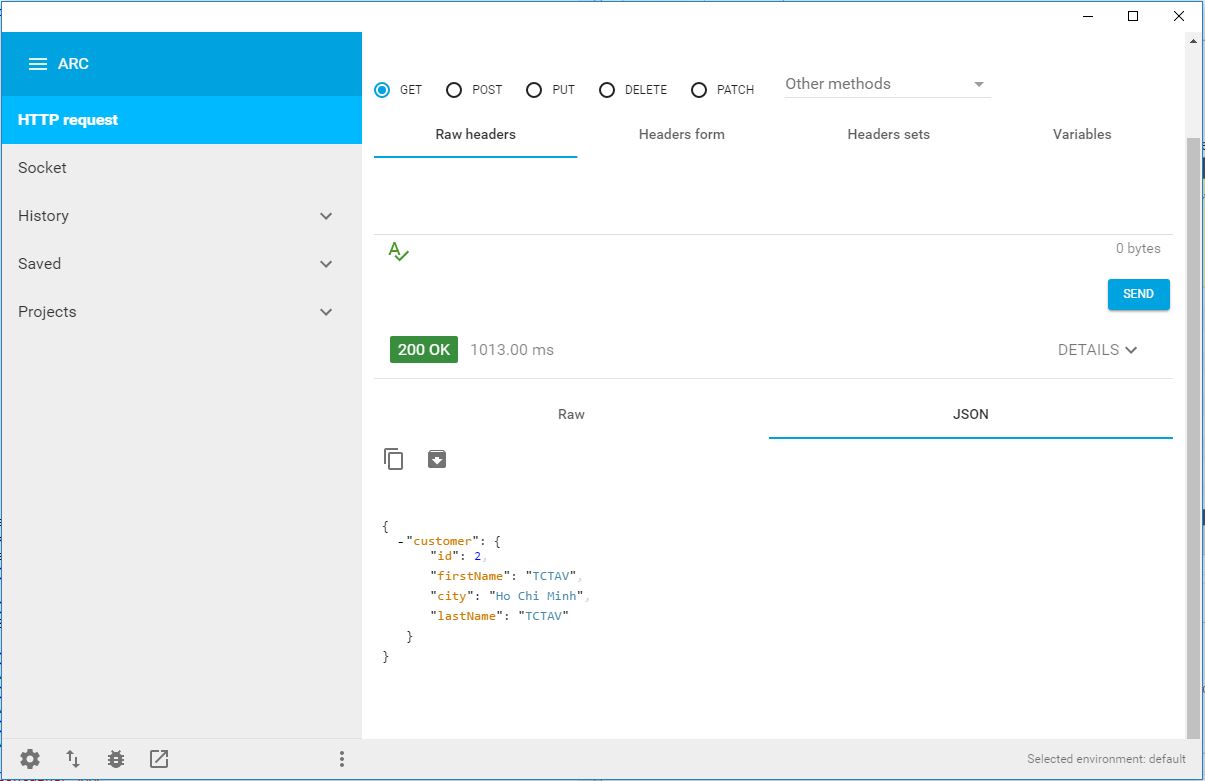 ARC
HTTP request
Socket
History
Saved
Projects
GET POST PUT DELETE PATCH Other methods
Raw headers Headers form Headers sets Variables
0 bytes
SEND
200 OK 1013.00 ms DETAILS
Raw JSON
{
-"customer": {
"id": 2,
"firstName": "TCTAV",
"city": "Ho Chi Minh",
"lastName": "TCTAV"
}
}
Selected environment: default